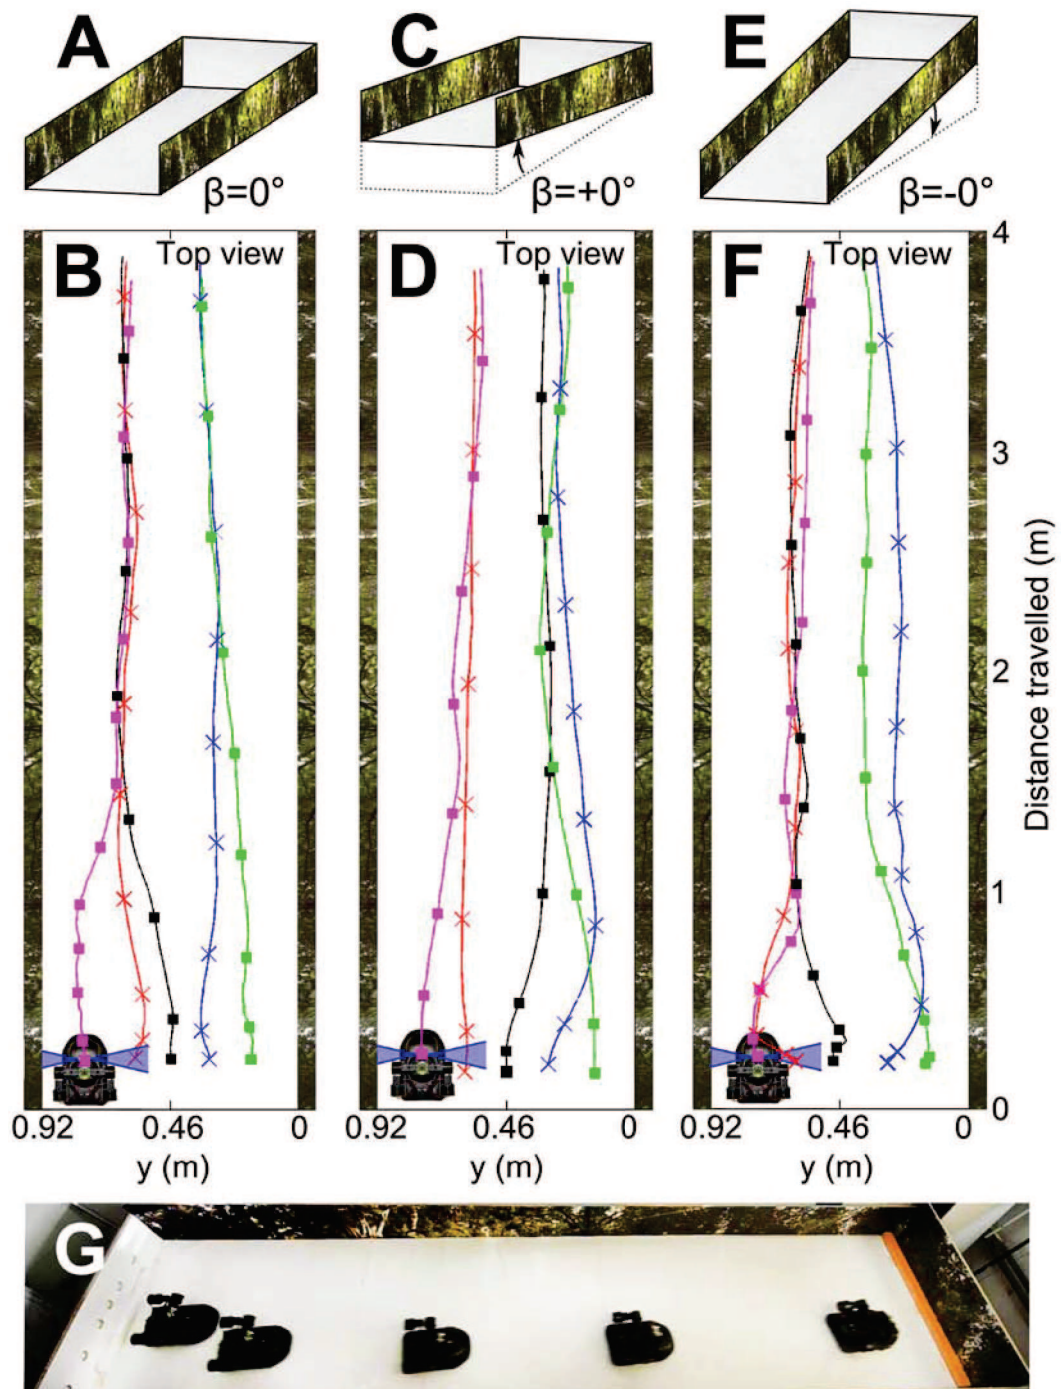 A
C
E
β=0°
β=+0°
β=-0°
Top view
Top view
Top view
B
D
F
4
3
2
1
0
Distance travelled (m)
0.92
0.46
0
0.92
0.46
0
0.92
0.46
0
y (m)
y (m)
y (m)
G